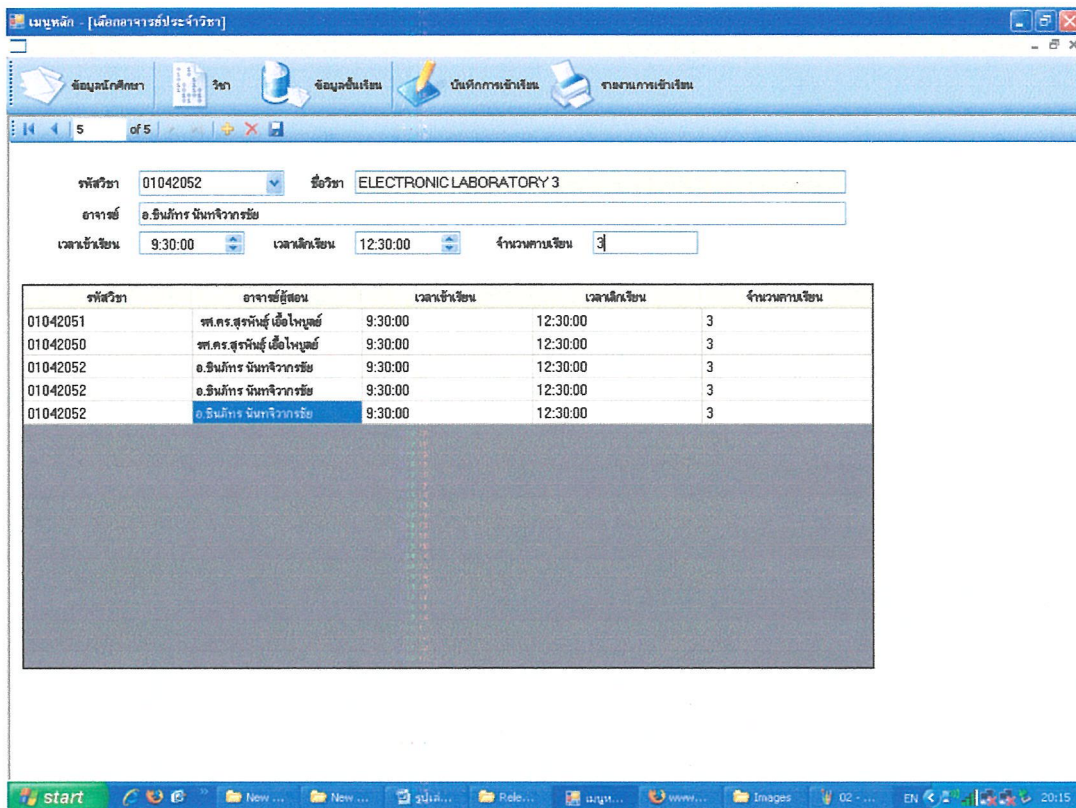 เมนูหลัก - [เลือกอาจารย์ประจำวิชา]
ข้อมูลนักศึกษา วิชา ข้อมูลชั้นเรียน บันทึกการเข้าเรียน รายงานการเข้าเรียน
5 of 5
รหัสวิชา 01042052 ชื่อวิชา ELECTRONIC LABORATORY 3
อาจารย์ อ.ชินภัทร นันทจิวากรชัย
เวลาเข้าเรียน 9:30:00 เวลาเลิกเรียน 12:30:00 จำนวนคาบเรียน 3
รหัสวิชา อาจารย์ผู้สอน เวลาเข้าเรียน เวลาเลิกเรียน จำนวนคาบเรียน
01042051 รศ.ดร.สุรพันธุ์ เอื้อไพบูลย์ 9:30:00 12:30:00 3
01042050 รศ.ดร.สุรพันธุ์ เอื้อไพบูลย์ 9:30:00 12:30:00 3
01042052 อ.ชินภัทร นันทจิวากรชัย 9:30:00 12:30:00 3
01042052 อ.ชินภัทร นันทจิวากรชัย 9:30:00 12:30:00 3
01042052 อ.ชินภัทร นันทจิวากรชัย 9:30:00 12:30:00 3
start New ... New ... รูปเล่... Rele... เมนูห... www... Images 02 - ... EN 20:15